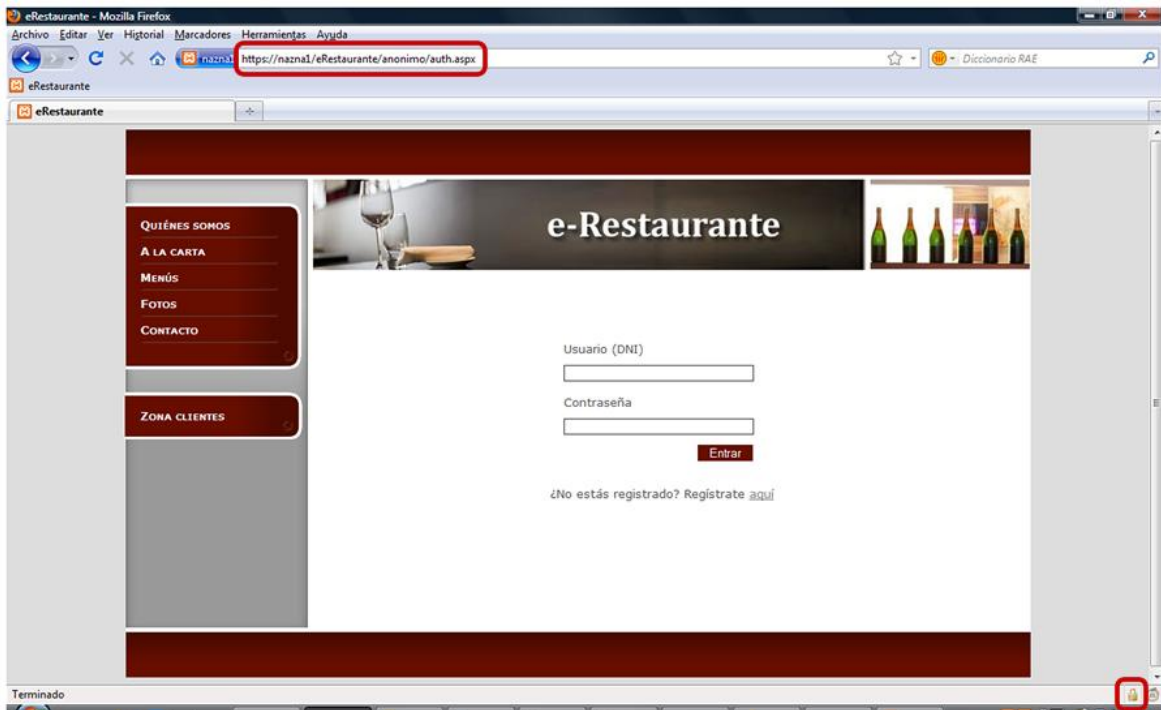 eRestaurante - Mozilla Firefox
Archivo Editar Ver Historial Marcadores Herramientas Ayuda
nazna1 https://nazna1/eRestaurante/anonimo/auth.aspx Diccionario RAE
eRestaurante
eRestaurante
e-Restaurante
QUIÉNES SOMOS
A LA CARTA
MENÚS
FOTOS
CONTACTO
ZONA CLIENTES
Usuario (DNI)
Contraseña
Entrar
¿No estás registrado? Regístrate aquí
Terminado